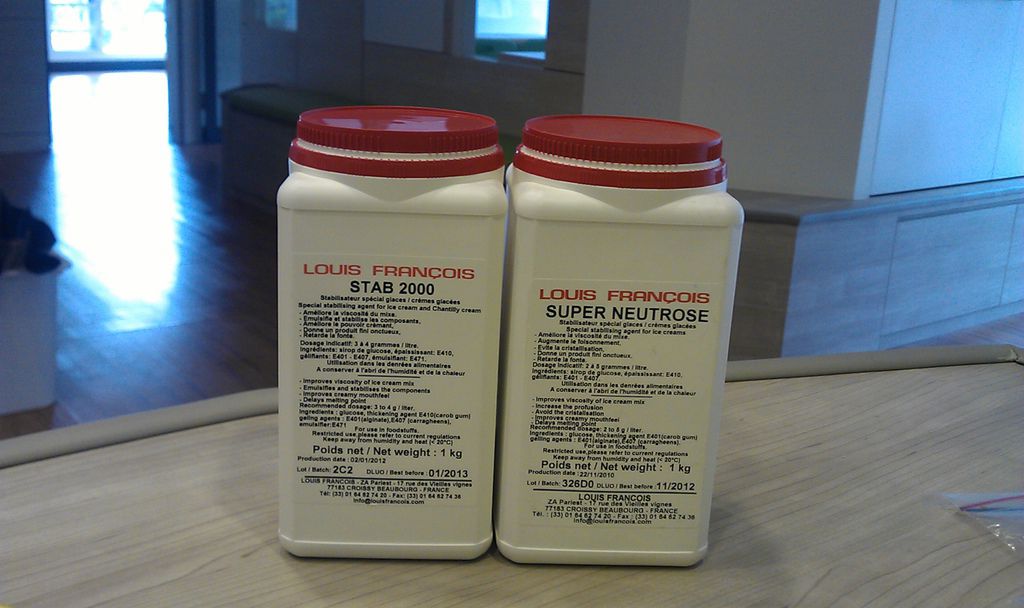 LOUIS FRANÇOIS
STAB 2000
Stabilisateur spécial glaces / crèmes glacées
Special stabilising agent for ice cream and Chantilly cream
- Améliore la viscosité du mixe.
- Emulsifie et stabilise les composants,
- Améliore le pouvoir crémant,
- Donne un produit fini onctueux,
- Retarde la fonte.
Dosage indicatif: 3 à 4 grammes / litre.
Ingrédients: sirop de glucose, épaississant: E410,
gélifiants: E401 - E407, émulsifiant: E471.
Utilisation dans les denrées alimentaires
A conserver à l'abri de l'humidité et de la chaleur
- Improves viscosity of ice cream mix
- Emulsifies and stabilises the components
- Improves creamy mouthfeel
- Delays melting point
Recommended dosage: 3 to 4 g / liter.
Ingredients : glucose, thickening agent E410(carob gum)
geling agents : E401(alginate),E407 (carragheens),
emulsifier:E471
For use in foodstuffs.
Restricted use,please refer to current regulations
Keep away from humidity and heat (< 20°C)
Poids net / Net weight : 1 kg
Production date : 02/01/2012
Lot / Batch: 2C2 DLUO / Best before : 01/2013
LOUIS FRANCOIS - ZA Pariest - 17 rue des Vieilles vignes
77183 CROISSY BEAUBOURG - FRANCE
Tél: (33) 01 64 62 74 20 - Fax: (33) 01 64 62 74 36
info@louisfrancois.com
LOUIS FRANÇOIS
SUPER NEUTROSE
Stabilisateur spécial glaces / crèmes glacées
Special stabilising agent for ice creams
- Améliore la viscosité du mixe.
- Augmente le foisonnement.
- Evite la cristallisation.
- Donne un produit fini onctueux,
- Retarde la fonte.
Dosage indicatif: 2 à 5 grammes / litre.
Ingrédients: sirop de glucose, épaississant: E410,
gélifiants: E401 - E407.
Utilisation dans les denrées alimentaires
A conserver à l'abri de l'humidité et de la chaleur
- Improves viscosity of ice cream mix
- Increase the profusion
- Avoid the cristalisation
- Improves creamy mouthfeel
- Delays melting point
Recommended dosage: 2 to 5 g / liter.
Ingredients : glucose, thickening agent E401(carob gum)
geling agents : E401(alginate),E407 (carragheens).
For use in foodstuffs.
Restricted use,please refer to current regulations
Keep away from humidity and heat (< 20°C)
Poids net / Net weight : 1 kg
Production date : 22/11/2010
Lot / Batch: 326D0 DLUO / Best before : 11/2012
LOUIS FRANCOIS
ZA Pariest - 17 rue des Vieilles vignes
77183 CROISSY BEAUBOURG - FRANCE
Tél. : (33) 01 64 62 74 20 - Fax : (33) 01 64 62 74 36
info@louisfrancois.com